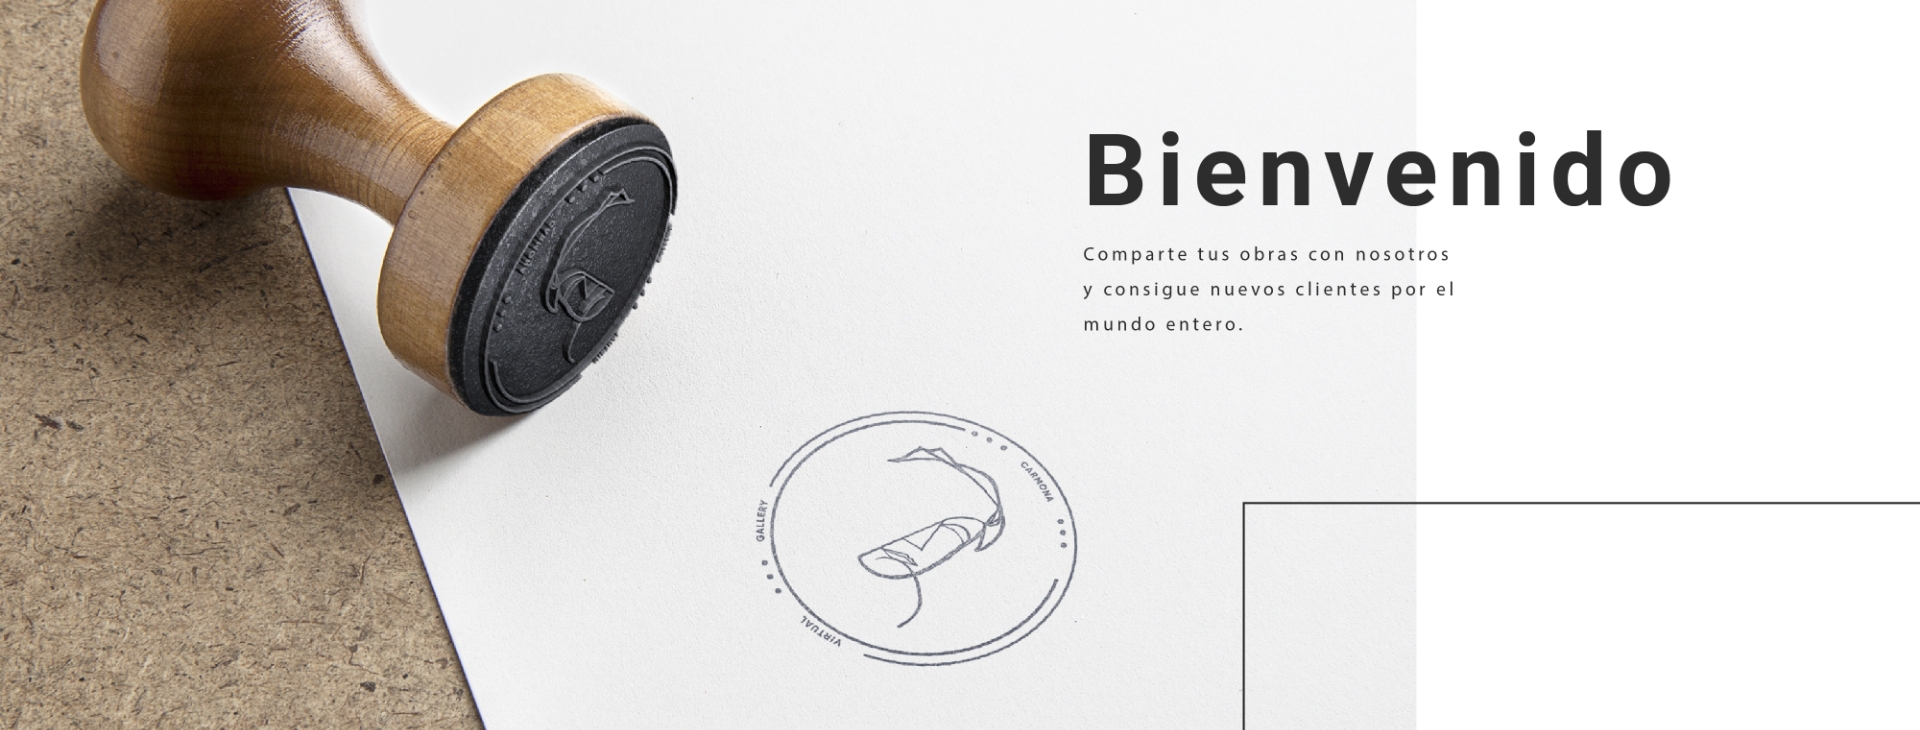 Bienvenido
Comparte tus obras con nosotros
y consigue nuevos clientes por el
mundo entero.
CARMONA
GALLERY
VIRTUAL